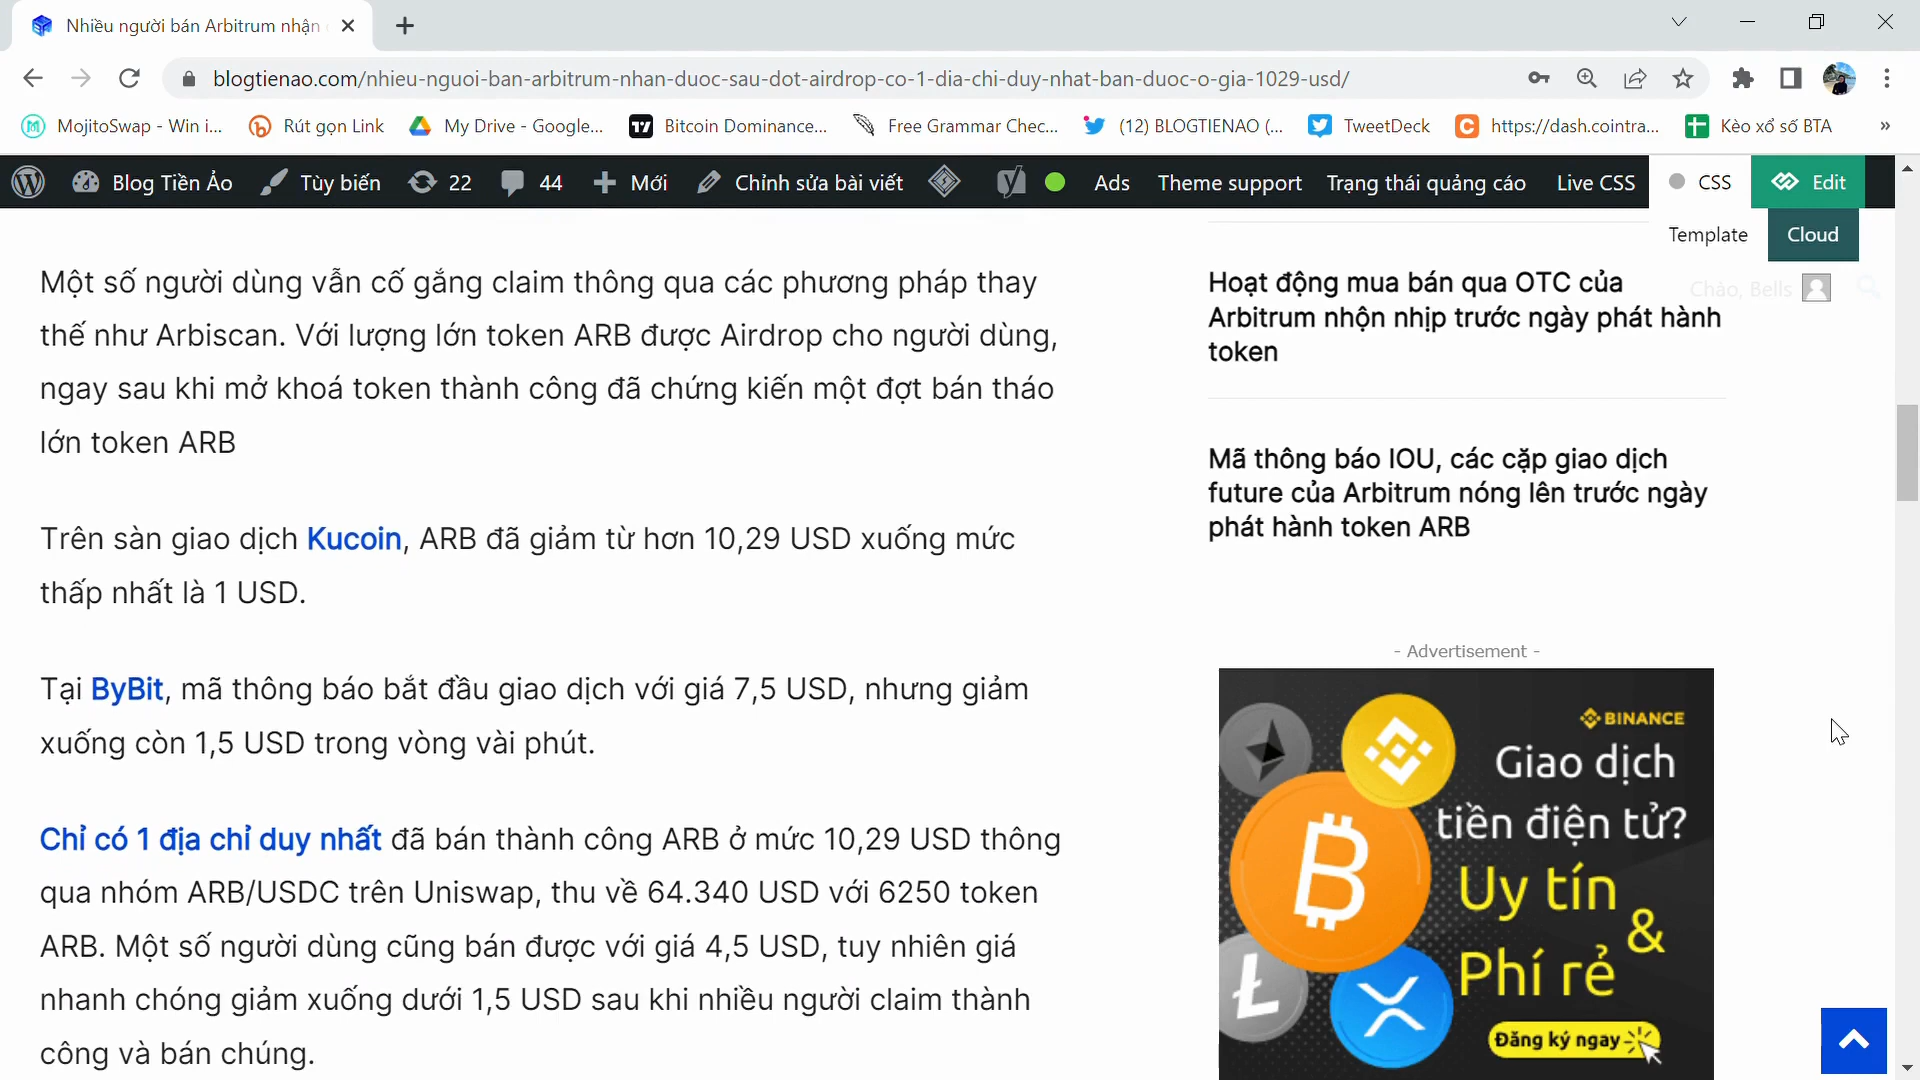 Nhiều người bán Arbitrum nhận
blogtienao.com/nhieu-nguoi-ban-arbitrum-nhan-duoc-sau-dot-airdrop-co-1-dia-chi-duy-nhat-ban-duoc-o-gia-1029-usd/
MojitoSwap - Win i...
Rút gọn Link
My Drive - Google...
Bitcoin Dominance...
Free Grammar Chec...
(12) BLOGTIENAO (...
TweetDeck
https://dash.cointra...
Kèo xổ số BTA
»
Blog Tiền Ảo
Tùy biến
22
44
Mới
Chỉnh sửa bài viết
Ads
Theme support
Trạng thái quảng cáo
Live CSS
CSS
Edit
Template
Cloud
Chào, Bells
Một số người dùng vẫn cố gắng claim thông qua các phương pháp thay
thế như Arbiscan. Với lượng lớn token ARB được Airdrop cho người dùng,
ngay sau khi mở khoá token thành công đã chứng kiến một đợt bán tháo
lớn token ARB
Trên sàn giao dịch Kucoin, ARB đã giảm từ hơn 10,29 USD xuống mức
thấp nhất là 1 USD.
Tại ByBit, mã thông báo bắt đầu giao dịch với giá 7,5 USD, nhưng giảm
xuống còn 1,5 USD trong vòng vài phút.
Chỉ có 1 địa chỉ duy nhất đã bán thành công ARB ở mức 10,29 USD thông
qua nhóm ARB/USDC trên Uniswap, thu về 64.340 USD với 6250 token
ARB. Một số người dùng cũng bán được với giá 4,5 USD, tuy nhiên giá
nhanh chóng giảm xuống dưới 1,5 USD sau khi nhiều người claim thành
công và bán chúng.
Hoạt động mua bán qua OTC của
Arbitrum nhộn nhịp trước ngày phát hành
token
Mã thông báo IOU, các cặp giao dịch
future của Arbitrum nóng lên trước ngày
phát hành token ARB
- Advertisement -
BINANCE
Giao dịch
tiền điện tử?
Uy tín
&
Phí rẻ
Đăng ký ngay